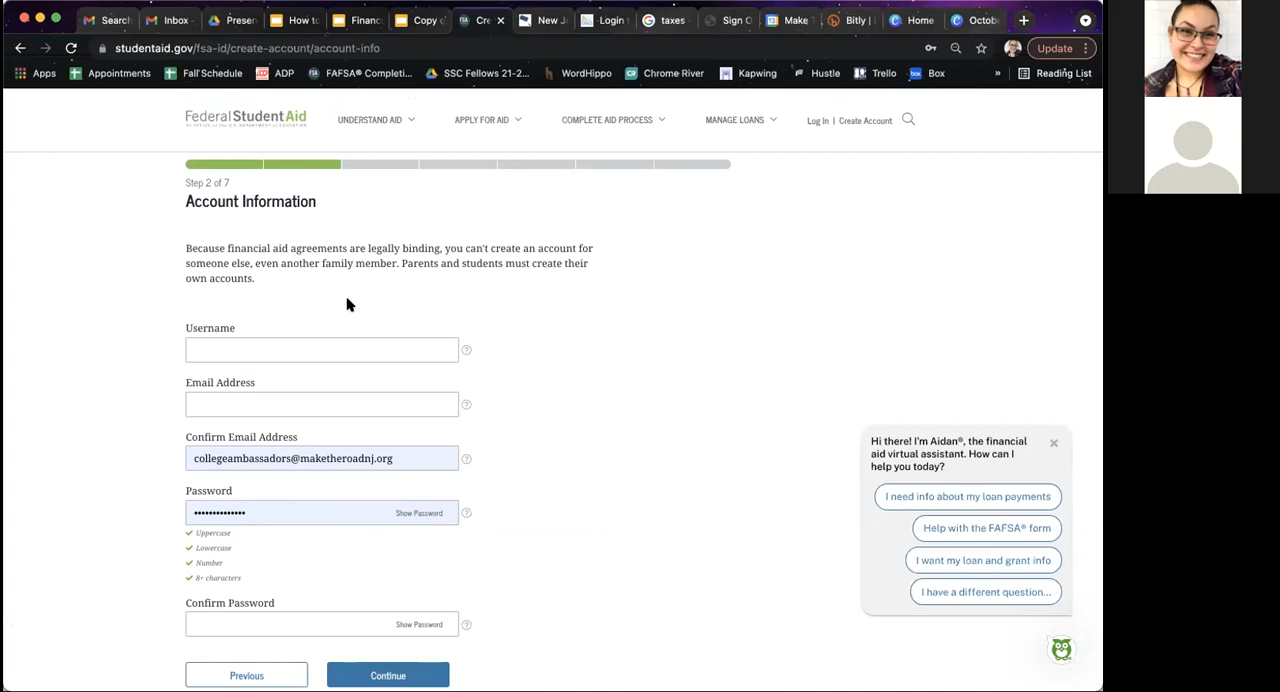 Search
Inbox
Presen
How to
Financ
Copy o
Cre
New J
Login
taxes
Sign O
Make
Bitly |
Home
Octob
studentaid.gov/fsa-id/create-account/account-info
Update
Apps
Appointments
Fall Schedule
ADP
FAFSA® Completi...
SSC Fellows 21-2...
WordHippo
Chrome River
Kapwing
Hustle
Trello
Box
»
Reading List
Federal Student Aid
UNDERSTAND AID
APPLY FOR AID
COMPLETE AID PROCESS
MANAGE LOANS
Log In | Create Account
Step 2 of 7
Account Information
Because financial aid agreements are legally binding, you can't create an account for
someone else, even another family member. Parents and students must create their
own accounts.
Username
Email Address
Confirm Email Address
collegeambassadors@maketheroadnj.org
Password
••••••••••••••
Show Password
Uppercase
Lowercase
Number
8+ characters
Confirm Password
Show Password
Previous
Continue
Hi there! I'm Aidan®, the financial
aid virtual assistant. How can I
help you today?
I need info about my loan payments
Help with the FAFSA® form
I want my loan and grant info
I have a different question...